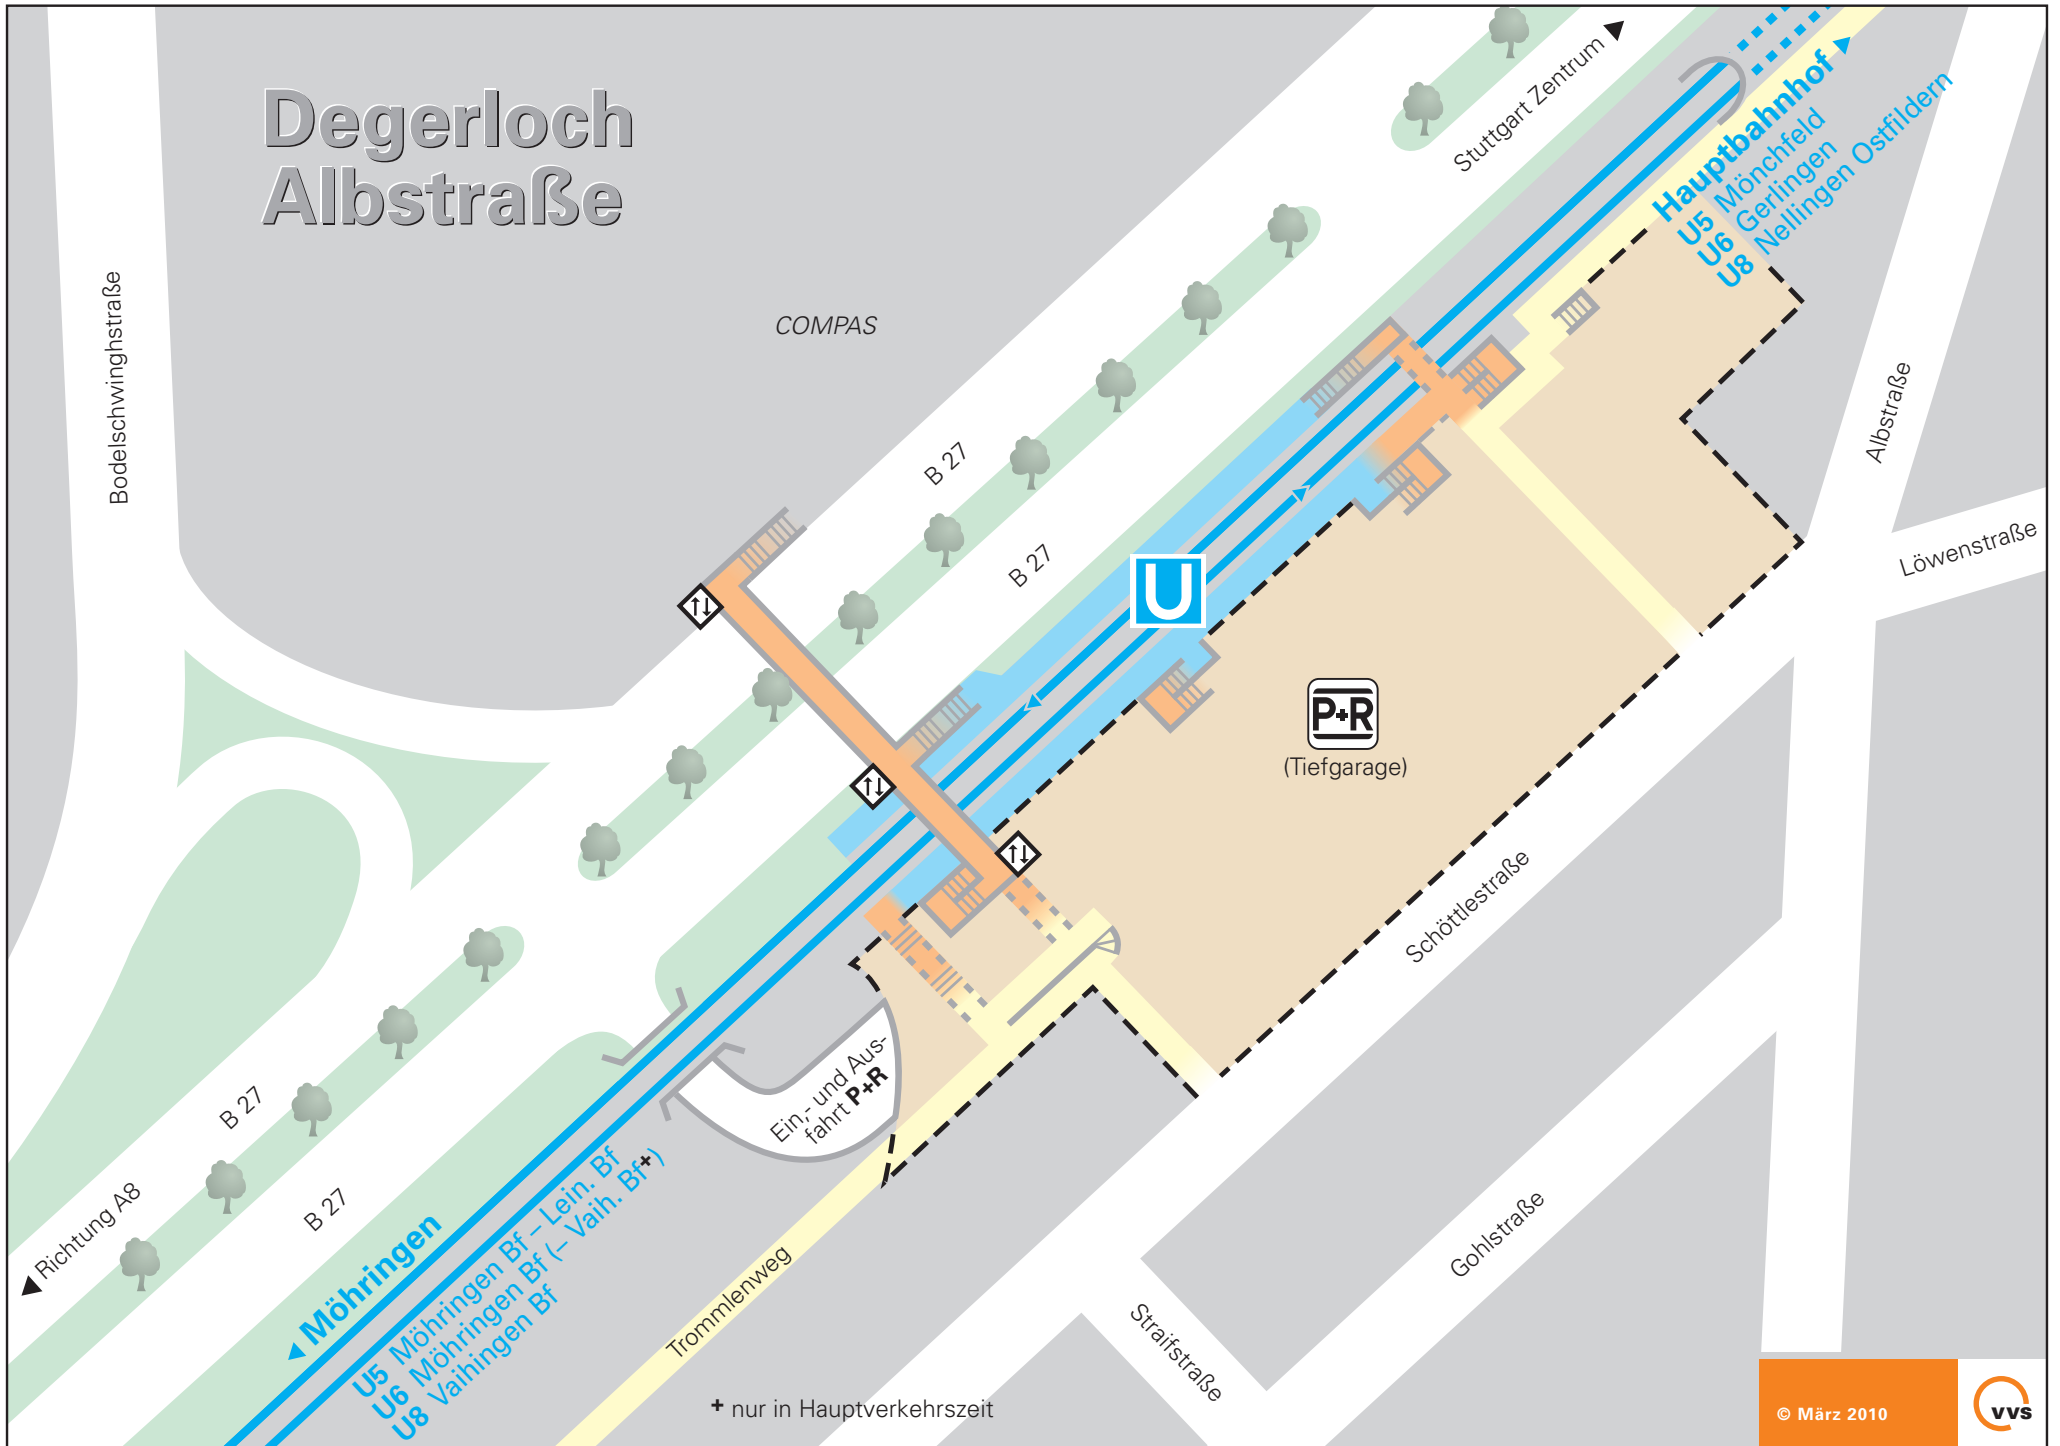 Degerloch
Albstraße
Stuttgart Zentrum
Hauptbahnhof
U5 Mönchfeld
U6 Gerlingen
U8 Nellingen Ostfildern
Bodelschwinghstraße
COMPAS
B 27
B 27
Albstraße
Löwenstraße
U
P+R
(Tiefgarage)
Schöttlestraße
Ein,- und Aus-
fahrt P+R
B 27
B 27
Richtung A8
Möhringen
U5 Möhringen Bf – Lein. Bf
U6 Möhringen Bf (– Vaih. Bf+)
U8 Vaihingen Bf
Trommlenweg
Gohlstraße
Straifstraße
+ nur in Hauptverkehrszeit
© März 2010
vvs